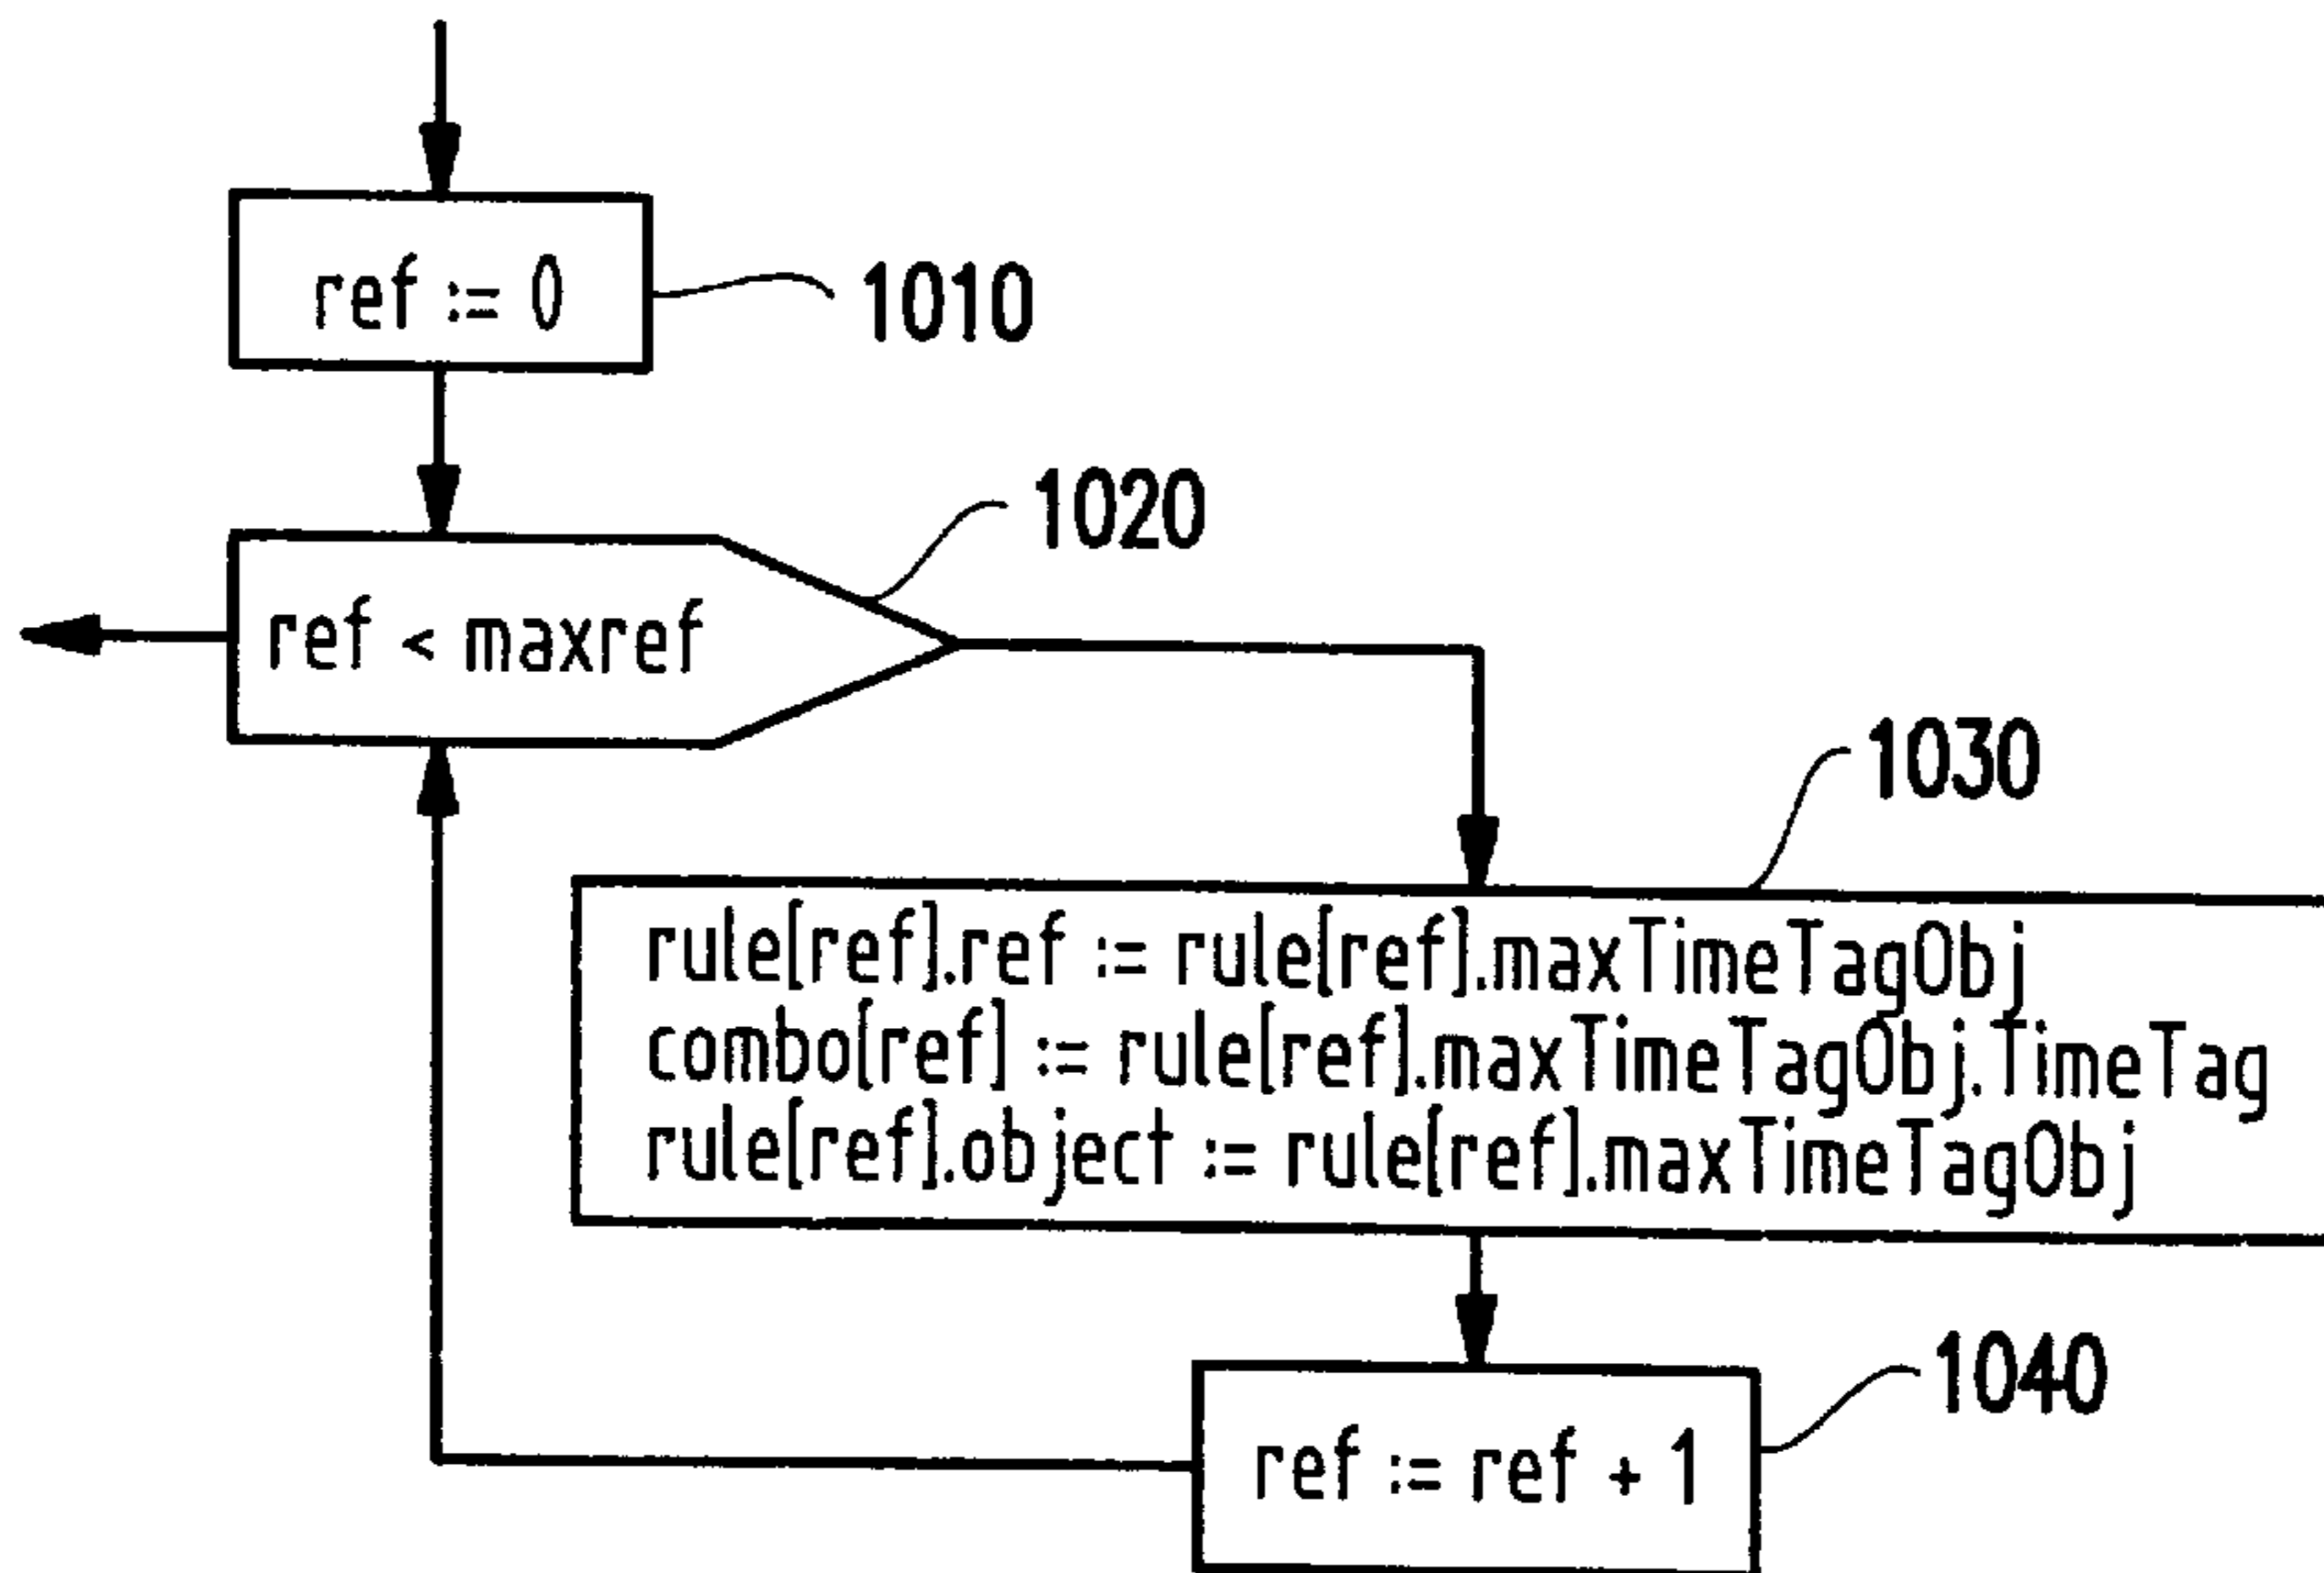 ref := 0
1010
1020
ref < maxref
1030
rule[ref].ref := rule[ref].maxTimeTagObj
combo[ref] := rule[ref].maxTimeTagObj.TimeTag
rule[ref].object := rule[ref].maxTimeTagObj
1040
ref := ref + 1